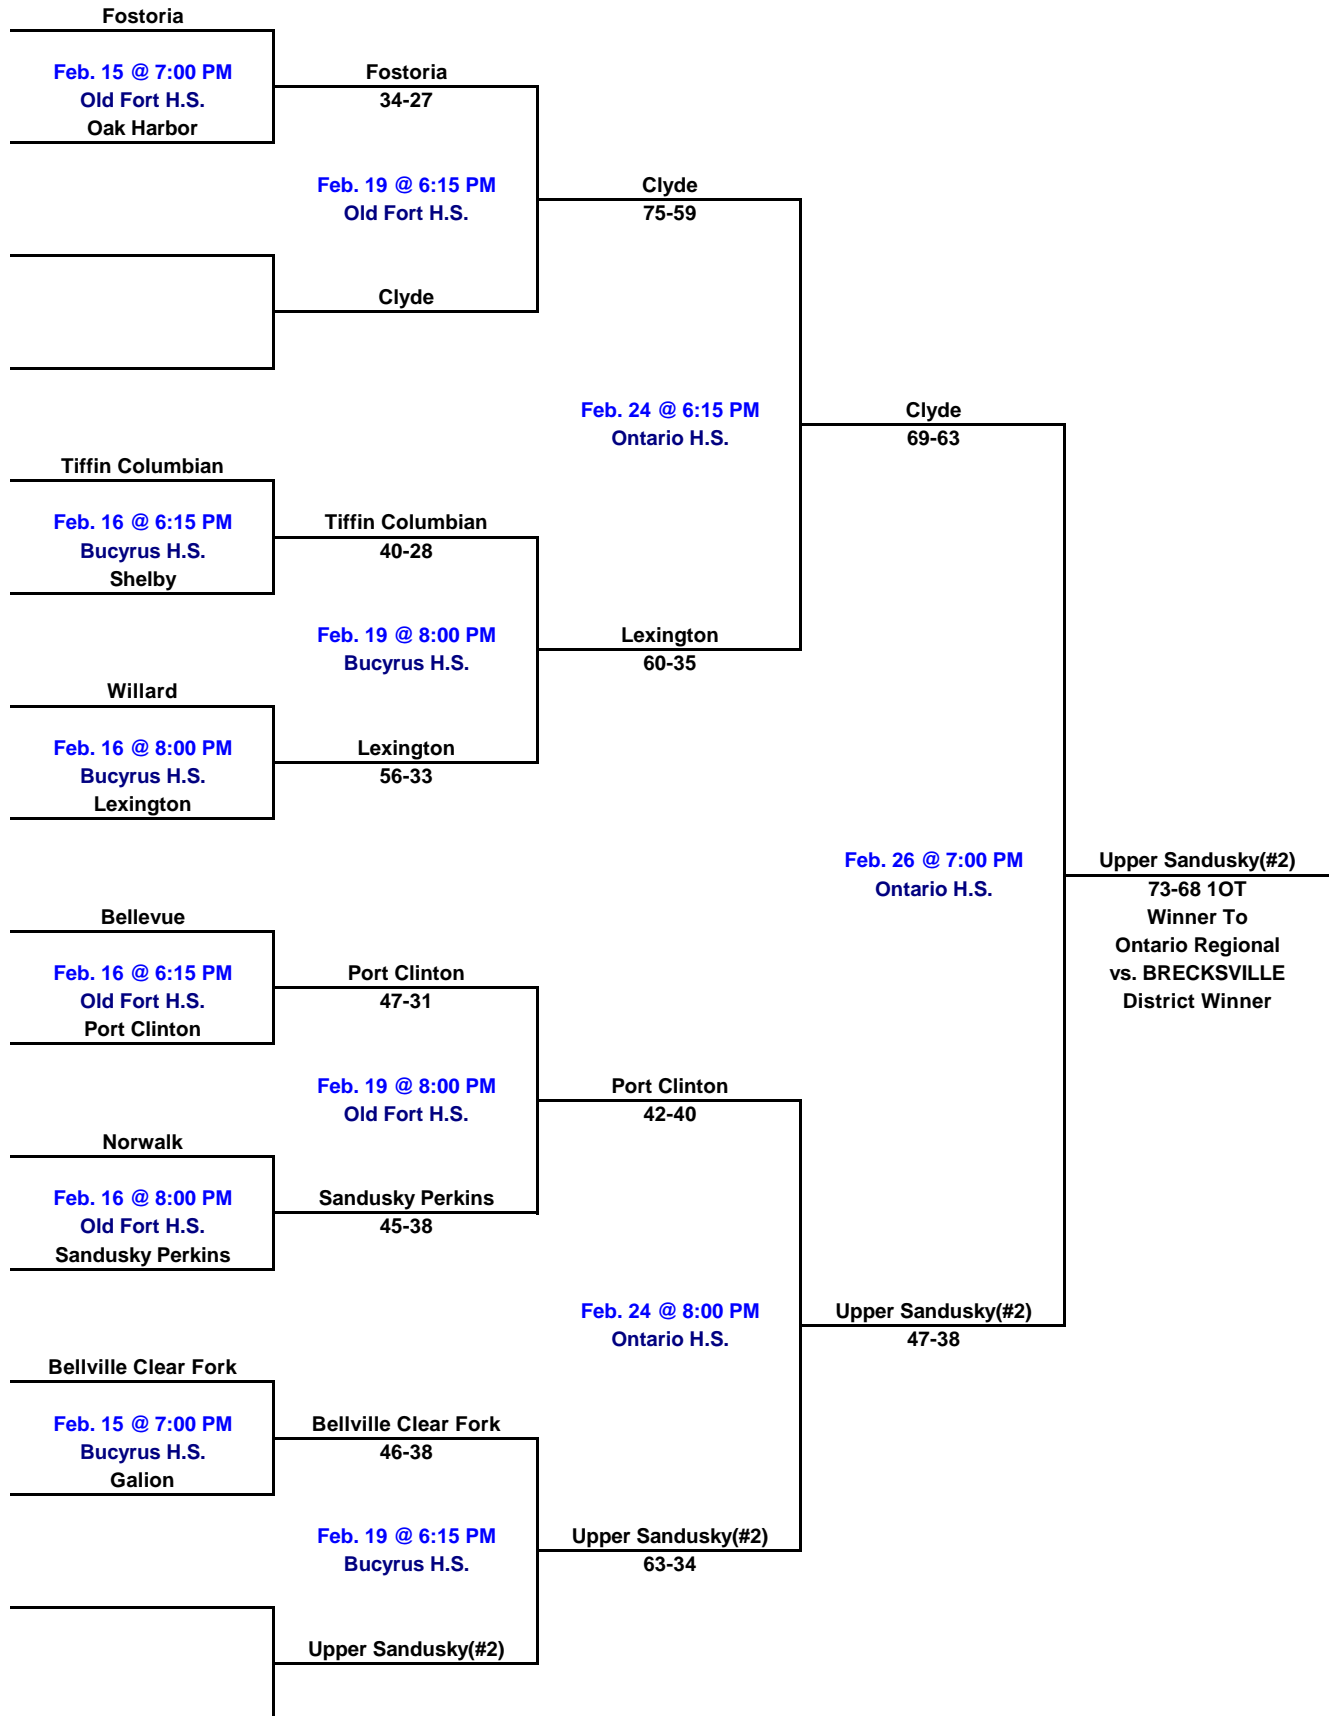 Fostoria
Feb. 15 @ 7:00 PM
Old Fort H.S.
Oak Harbor
Fostoria
34-27
Feb. 19 @ 6:15 PM
Old Fort H.S.
Clyde
Clyde
75-59
Feb. 24 @ 6:15 PM
Ontario H.S.
Clyde
69-63
Tiffin Columbian
Feb. 16 @ 6:15 PM
Bucyrus H.S.
Shelby
Tiffin Columbian
40-28
Feb. 19 @ 8:00 PM
Bucyrus H.S.
Lexington
60-35
Willard
Feb. 16 @ 8:00 PM
Bucyrus H.S.
Lexington
Lexington
56-33
Feb. 26 @ 7:00 PM
Ontario H.S.
Upper Sandusky(#2)
73-68 1OT
Winner To
Ontario Regional
vs. BRECKSVILLE
District Winner
Bellevue
Feb. 16 @ 6:15 PM
Old Fort H.S.
Port Clinton
Port Clinton
47-31
Feb. 19 @ 8:00 PM
Old Fort H.S.
Port Clinton
42-40
Norwalk
Feb. 16 @ 8:00 PM
Old Fort H.S.
Sandusky Perkins
Sandusky Perkins
45-38
Feb. 24 @ 8:00 PM
Ontario H.S.
Upper Sandusky(#2)
47-38
Bellville Clear Fork
Feb. 15 @ 7:00 PM
Bucyrus H.S.
Galion
Bellville Clear Fork
46-38
Feb. 19 @ 6:15 PM
Bucyrus H.S.
Upper Sandusky(#2)
63-34
Upper Sandusky(#2)